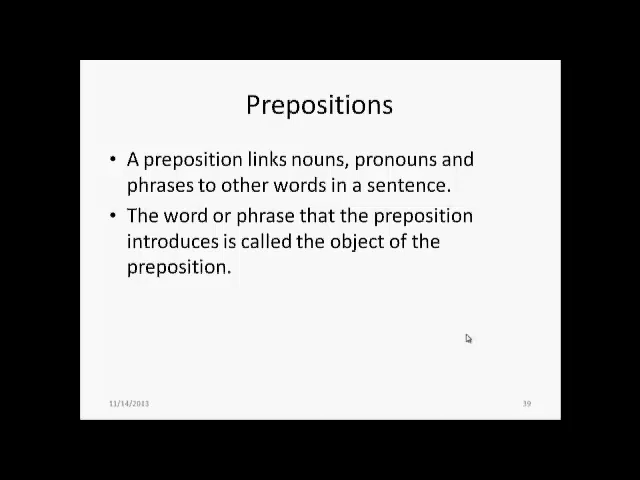 Prepositions
• A preposition links nouns, pronouns and
phrases to other words in a sentence.
• The word or phrase that the preposition
introduces is called the object of the
preposition.
11/14/2013
39